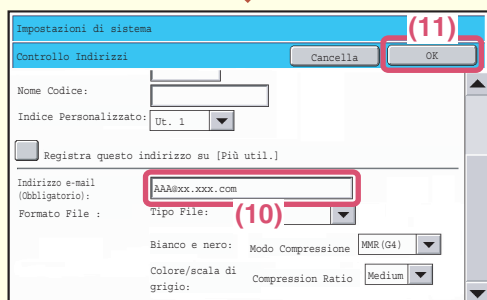 Impostazioni di sistema
(11)
Controllo Indirizzi
Cancella
OK
Nome Codice:
Indice Personalizzato:
Ut. 1
Registra questo indirizzo su [Più util.]
Indirizzo e-mail
(Obbligatorio):
AAA@xx.xxx.com
Formato File :
Tipo File:
(10)
Bianco e nero:
Modo Compressione
MMR(G4)
Colore/scala di
grigio:
Compression Ratio
Medium